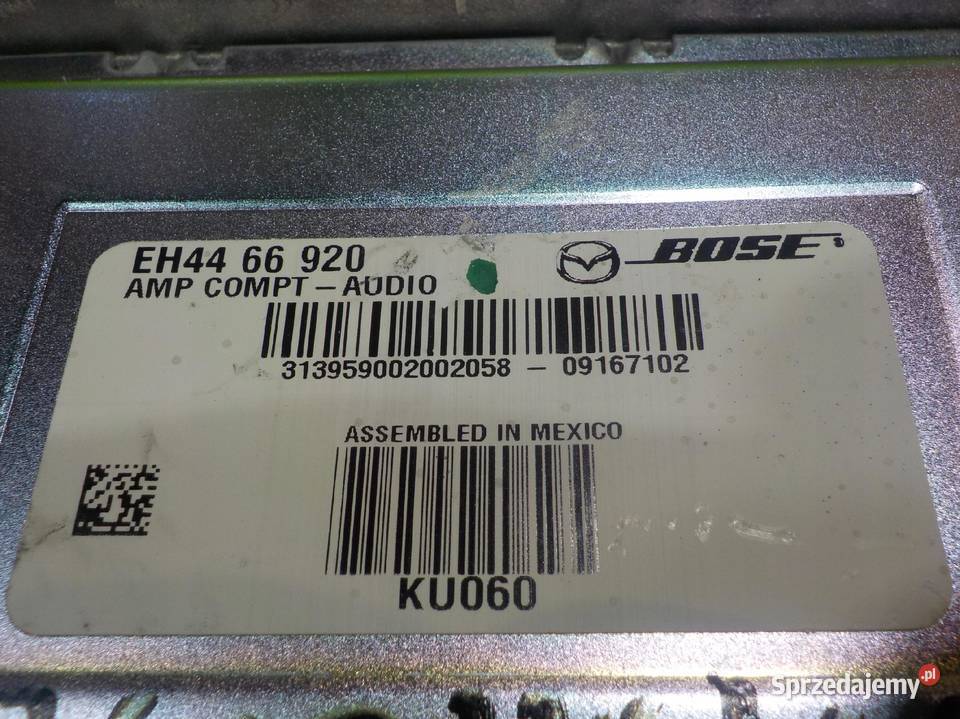 EH44 66 920
BOSE
AMP COMPT - AUDIO
313959002002058 - 09167102
ASSEMBLED IN MEXICO
KU060
Sprzedajemy.pl